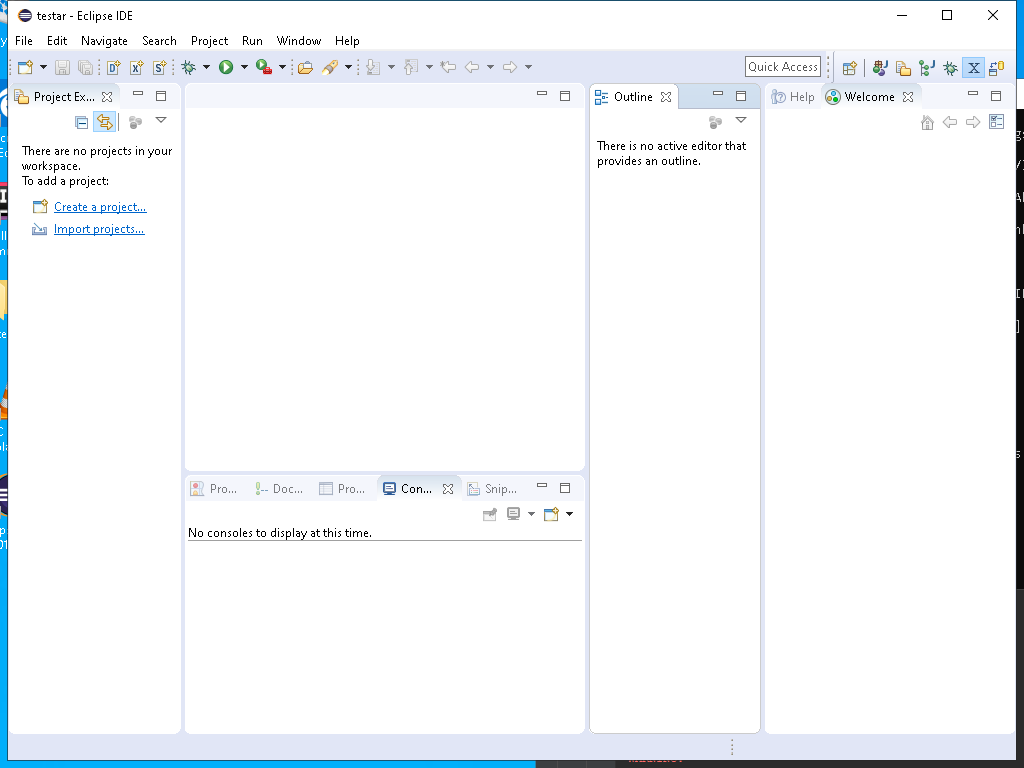 testar - Eclipse IDE
File Edit Navigate Search Project Run Window Help
Quick Access
Project Ex...
Outline
Help
Welcome
There are no projects in your
workspace.
To add a project:
Create a project...
Import projects...
There is no active editor that
provides an outline.
Pro...
Doc...
Pro...
Con...
Snip...
No consoles to display at this time.